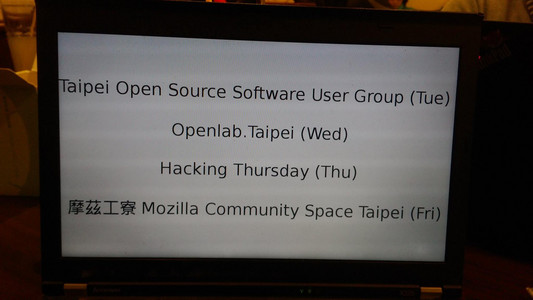 Taipei Open Source Software User Group (Tue)
Openlab.Taipei (Wed)
Hacking Thursday (Thu)
摩茲工寮 Mozilla Community Space Taipei (Fri)